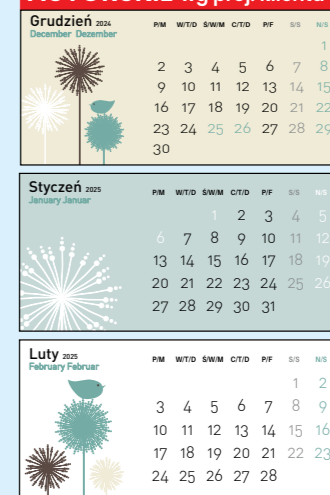 Grudzień 2024
December Dezember
P/M W/T/D Ś/W/M C/T/D P/F S/S N/S
1
2 3 4 5 6 7 8
9 10 11 12 13 14 15
16 17 18 19 20 21 22
23 24 25 26 27 28 29
30
Styczeń 2025
January Januar
P/M W/T/D Ś/W/M C/T/D P/F S/S N/S
1 2 3 4 5
6 7 8 9 10 11 12
13 14 15 16 17 18 19
20 21 22 23 24 25 26
27 28 29 30 31
Luty 2025
February Februar
P/M W/T/D Ś/W/M C/T/D P/F S/S N/S
1 2
3 4 5 6 7 8 9
10 11 12 13 14 15 16
17 18 19 20 21 22 23
24 25 26 27 28